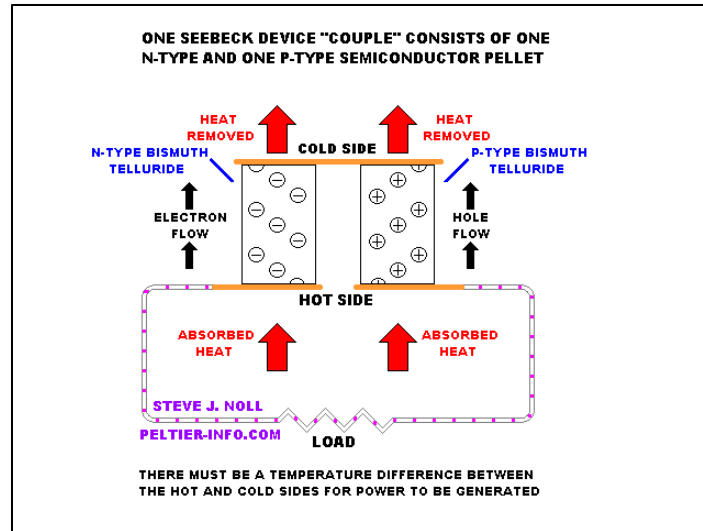 ONE SEEBECK DEVICE "COUPLE" CONSISTS OF ONE
N-TYPE AND ONE P-TYPE SEMICONDUCTOR PELLET
HEAT
REMOVED
HEAT
REMOVED
COLD SIDE
N-TYPE BISMUTH
TELLURIDE
P-TYPE BISMUTH
TELLURIDE
ELECTRON
FLOW
HOLE
FLOW
HOT SIDE
ABSORBED
HEAT
ABSORBED
HEAT
STEVE J. NOLL
PELTIER-INFO.COM
LOAD
THERE MUST BE A TEMPERATURE DIFFERENCE BETWEEN
THE HOT AND COLD SIDES FOR POWER TO BE GENERATED